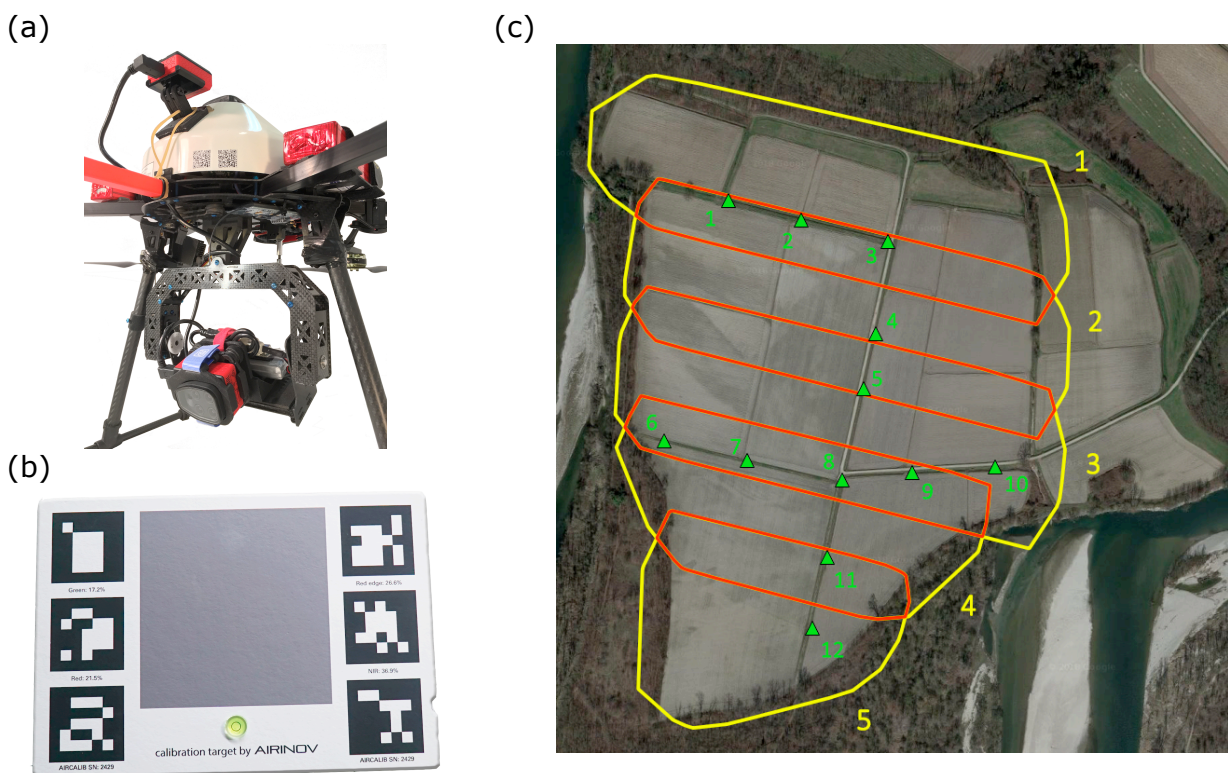 (a)
(c)
1
1
2
3
2
4
5
6
7
8
9
10
3
11
4
12
5
(b)
Green: 17.2%
Red edge: 26.6%
Red: 21.5%
NIR: 36.9%
calibration target by AIRINOV
AIRCALIB SN: 2429
AIRCALIB SN: 2429